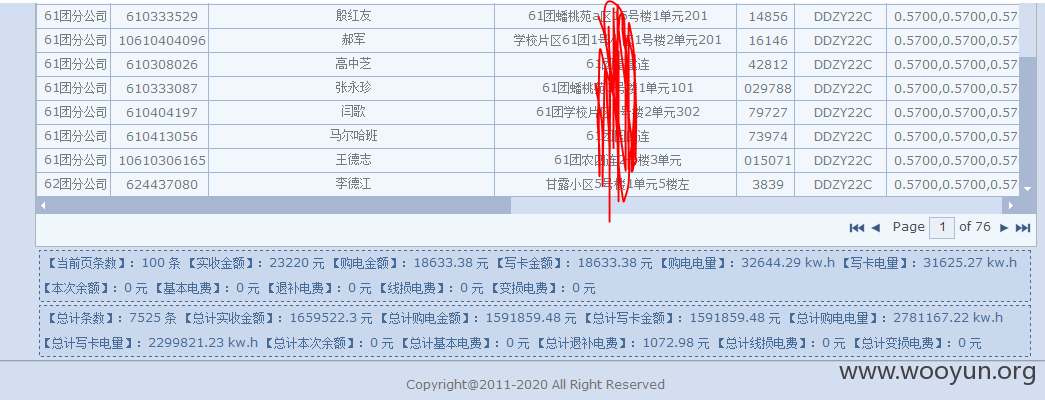 61团分公司 610333529 殷红友 61团蟠桃苑a区 5号楼1单元201 14856 DDZY22C 0.5700,0.5700,0.57
61团分公司 10610404096 郝军 学校片区61团1号 1号楼2单元201 16146 DDZY22C 0.5700,0.5700,0.57
61团分公司 610308026 高中芝 61团 连 42812 DDZY22C 0.5700,0.5700,0.57
61团分公司 610333087 张永珍 61团蟠桃苑 号楼1单元101 029788 DDZY22C 0.5700,0.5700,0.57
61团分公司 610404197 闫歌 61团学校片 号楼2单元302 79727 DDZY22C 0.5700,0.5700,0.57
61团分公司 610413056 马尔哈班 61团 连 73974 DDZY22C 0.5700,0.5700,0.57
61团分公司 10610306165 王德志 61团农四连2 楼3单元 015071 DDZY22C 0.5700,0.5700,0.57
62团分公司 624437080 李德江 甘露小区5号楼1单元5楼左 3839 DDZY22C 0.5700,0.5700,0.57
Page 1 of 76
【当前页条数】：100 条 【实收金额】：23220 元 【购电金额】：18633.38 元 【写卡金额】：18633.38 元 【购电电量】：32644.29 kw.h 【写卡电量】：31625.27 kw.h
【本次余额】：0 元 【基本电费】：0 元 【退补电费】：0 元 【线损电费】：0 元 【变损电费】：0 元
【总计条数】：7525 条 【总计实收金额】：1659522.3 元 【总计购电金额】：1591859.48 元 【总计写卡金额】：1591859.48 元 【总计购电电量】：2781167.22 kw.h
【总计写卡电量】：2299821.23 kw.h 【总计本次余额】：0 元 【总计基本电费】：0 元 【总计退补电费】：1072.98 元 【总计线损电费】：0 元 【总计变损电费】：0 元
www.wooyun.org
Copyright@2011-2020 All Right Reserved